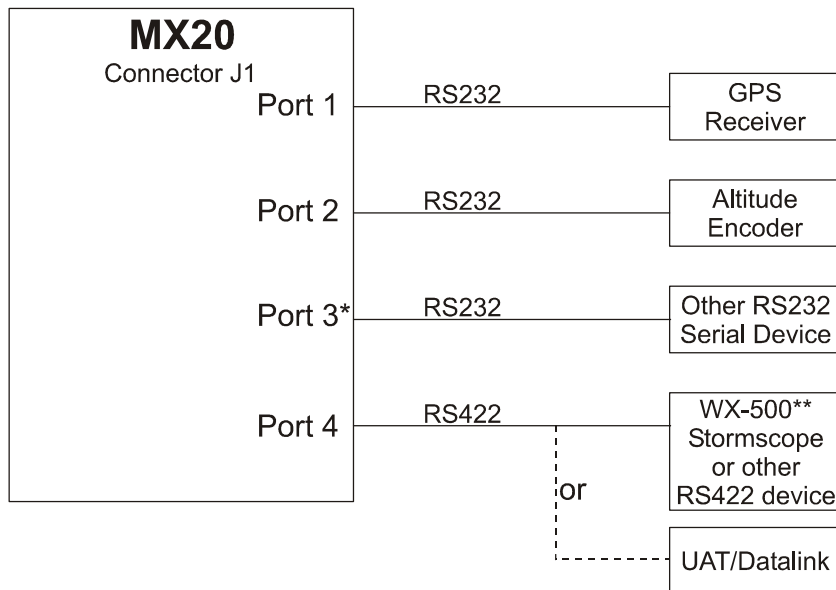 MX20
Connector J1
Port 1
RS232
GPS
Receiver
Port 2
RS232
Altitude
Encoder
Port 3*
RS232
Other RS232
Serial Device
Port 4
RS422
WX-500**
Stormscope
or other
RS422 device
or
UAT/Datalink